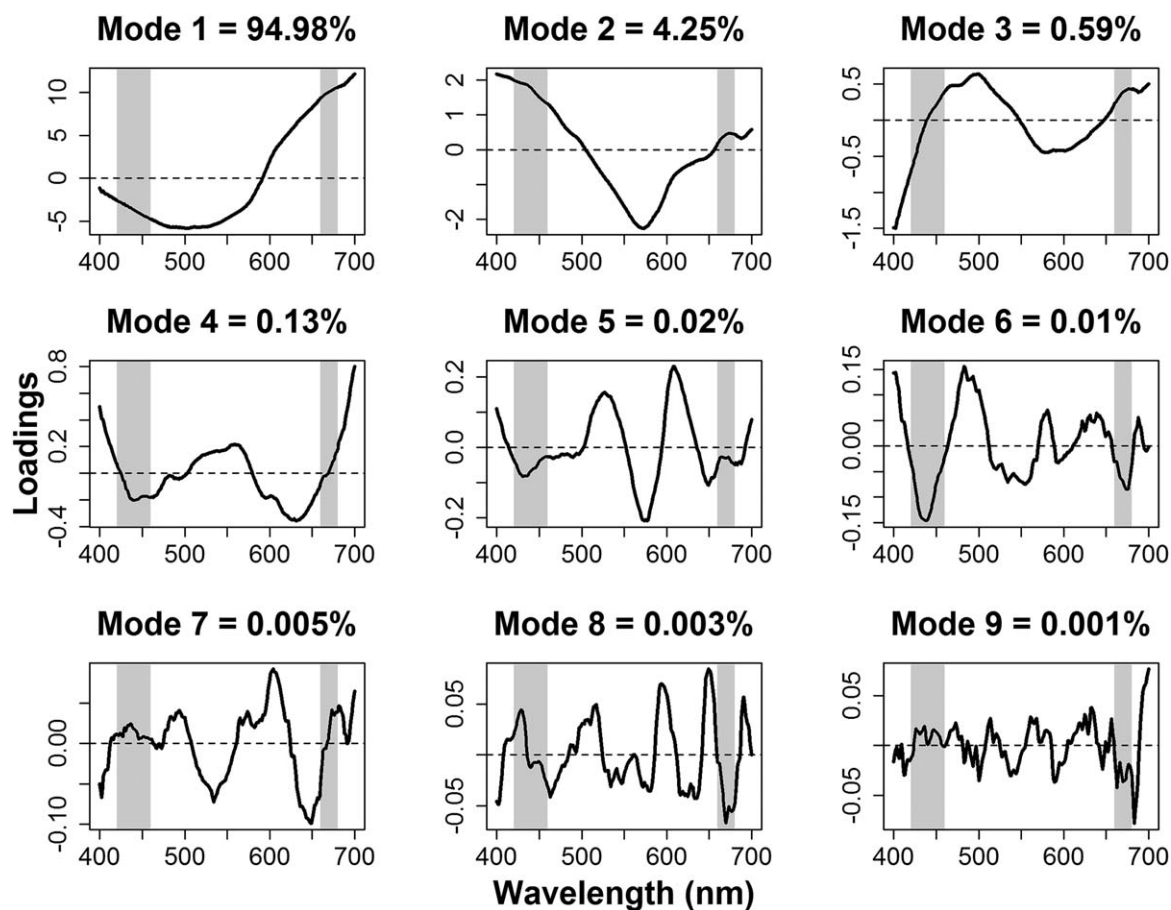 Mode 1 = 94.98%
Mode 2 = 4.25%
Mode 3 = 0.59%
10
5
0
-5
400 500 600 700
2
1
0
-2
400 500 600 700
0.5
-0.5
-1.5
400 500 600 700
Mode 4 = 0.13%
Mode 5 = 0.02%
Mode 6 = 0.01%
Loadings
0.8
0.2
-0.4
400 500 600 700
0.2
0.0
-0.2
400 500 600 700
0.15
0.00
-0.15
400 500 600 700
Mode 7 = 0.005%
Mode 8 = 0.003%
Mode 9 = 0.001%
0.00
-0.10
400 500 600 700
0.05
-0.05
400 500 600 700
0.05
-0.05
400 500 600 700
Wavelength (nm)